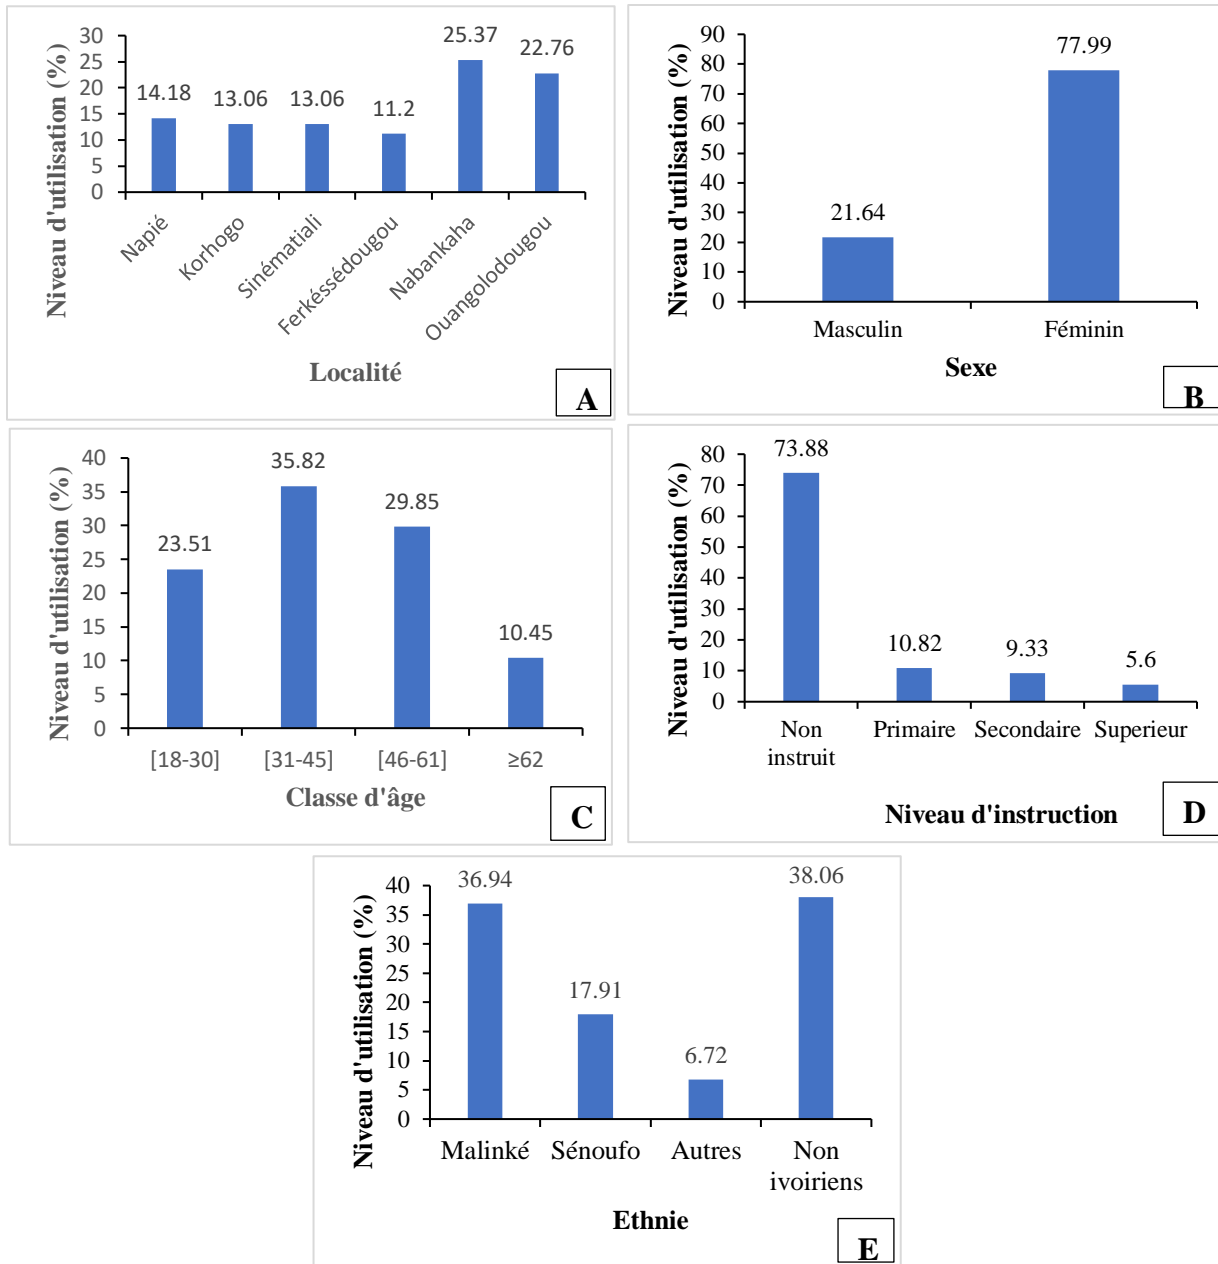 Niveau d'utilisation (%)
30
25
20
15
10
5
0
14.18
13.06
13.06
11.2
25.37
22.76
Napié
Korhogo
Sinématiali
Ferkéssédougou
Nabankaha
Ouangolodougou
Localité
A
Niveau d'utilisation (%)
90
80
70
60
50
40
30
20
10
0
21.64
77.99
Masculin
Féminin
Sexe
B
Niveau d'utilisation (%)
40
35
30
25
20
15
10
5
0
23.51
35.82
29.85
10.45
[18-30]
[31-45]
[46-61]
≥62
Classe d'âge
C
Niveau d'utilisation (%)
80
70
60
50
40
30
20
10
0
73.88
10.82
9.33
5.6
Non
instruit
Primaire
Secondaire
Superieur
Niveau d'instruction
D
Niveau d'utilisation (%)
40
35
30
25
20
15
10
5
0
36.94
17.91
6.72
38.06
Malinké
Sénoufo
Autres
Non
ivoiriens
Ethnie
E